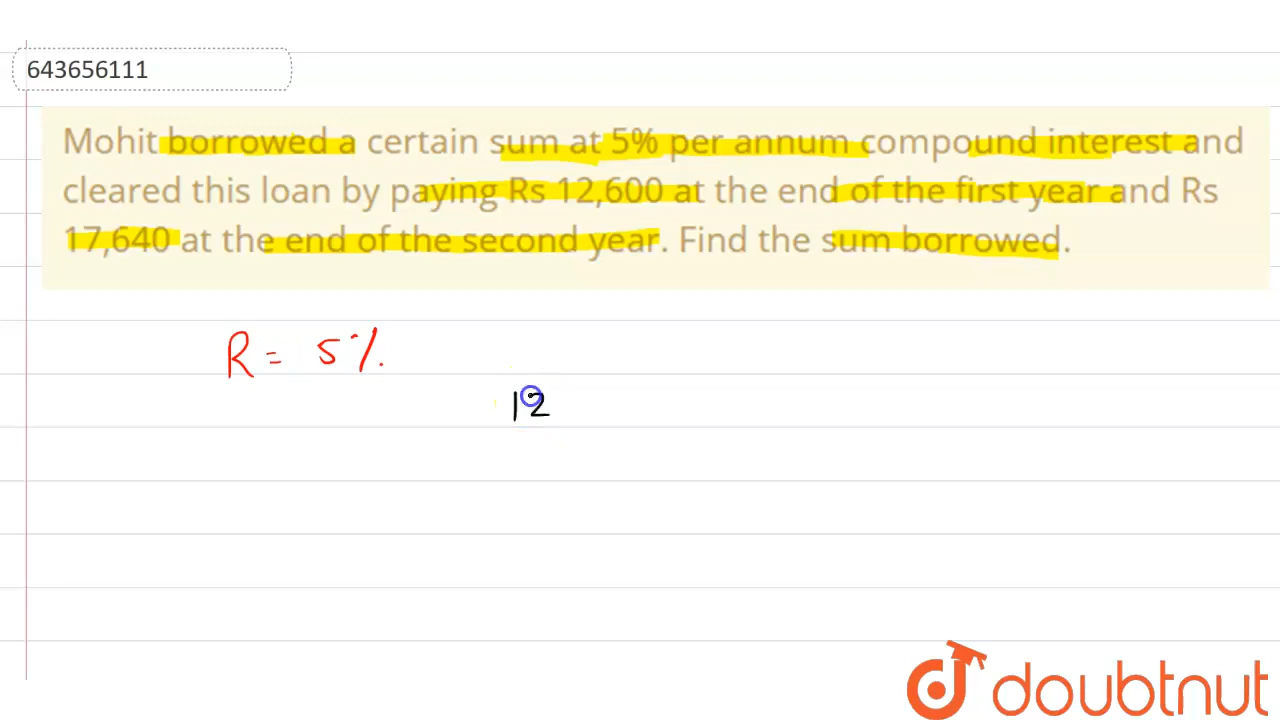 643656111
Mohit borrowed a certain sum at 5% per annum compound interest and
cleared this loan by paying Rs 12,600 at the end of the first year and Rs
17,640 at the end of the second year. Find the sum borrowed.
R = 5%.
12
doubtnut